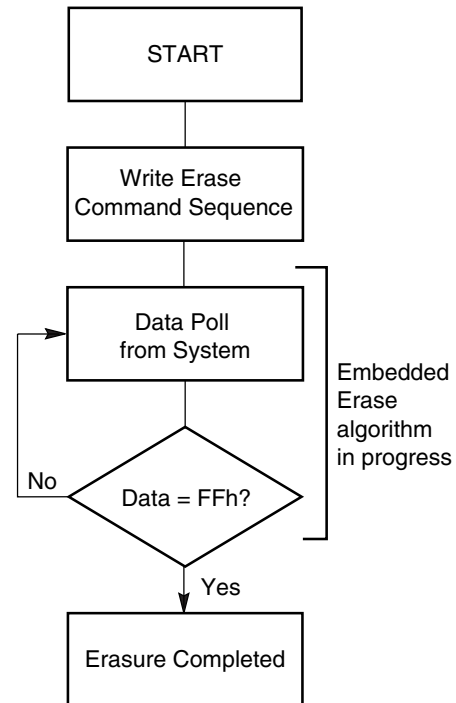 START
Write Erase
Command Sequence
Data Poll
from System
Embedded
Erase
algorithm
in progress
No
Data = FFh?
Yes
Erasure Completed